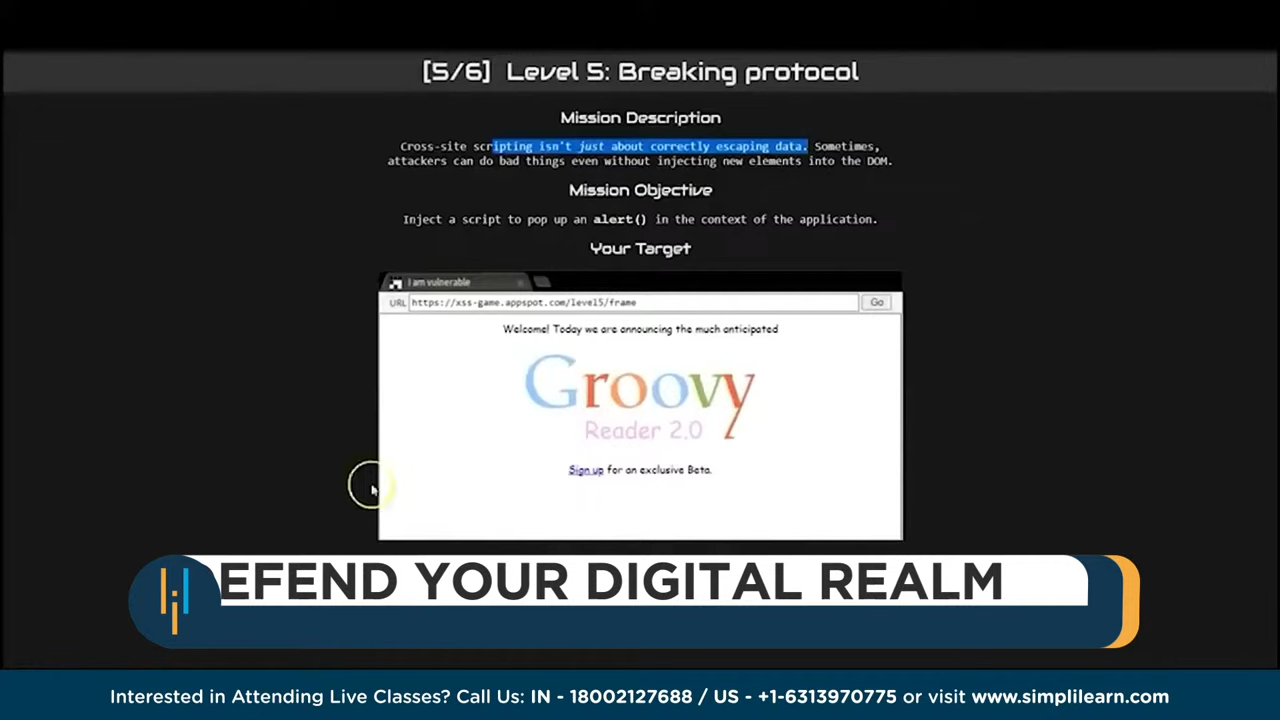 [5/6] Level 5: Breaking protocol
Mission Description
Cross-site scripting isn't just about correctly escaping data. Sometimes,
attackers can do bad things even without injecting new elements into the DOM.
Mission Objective
Inject a script to pop up an alert() in the context of the application.
Your Target
I am vulnerable
URL https://xss-game.appspot.com/level5/frame Go
Welcome! Today we are announcing the much anticipated
Groovy
Reader 2.0
Sign up for an exclusive Beta.
EFEND YOUR DIGITAL REALM
Interested in Attending Live Classes? Call Us: IN - 18002127688 / US - +1-6313970775 or visit www.simplilearn.com